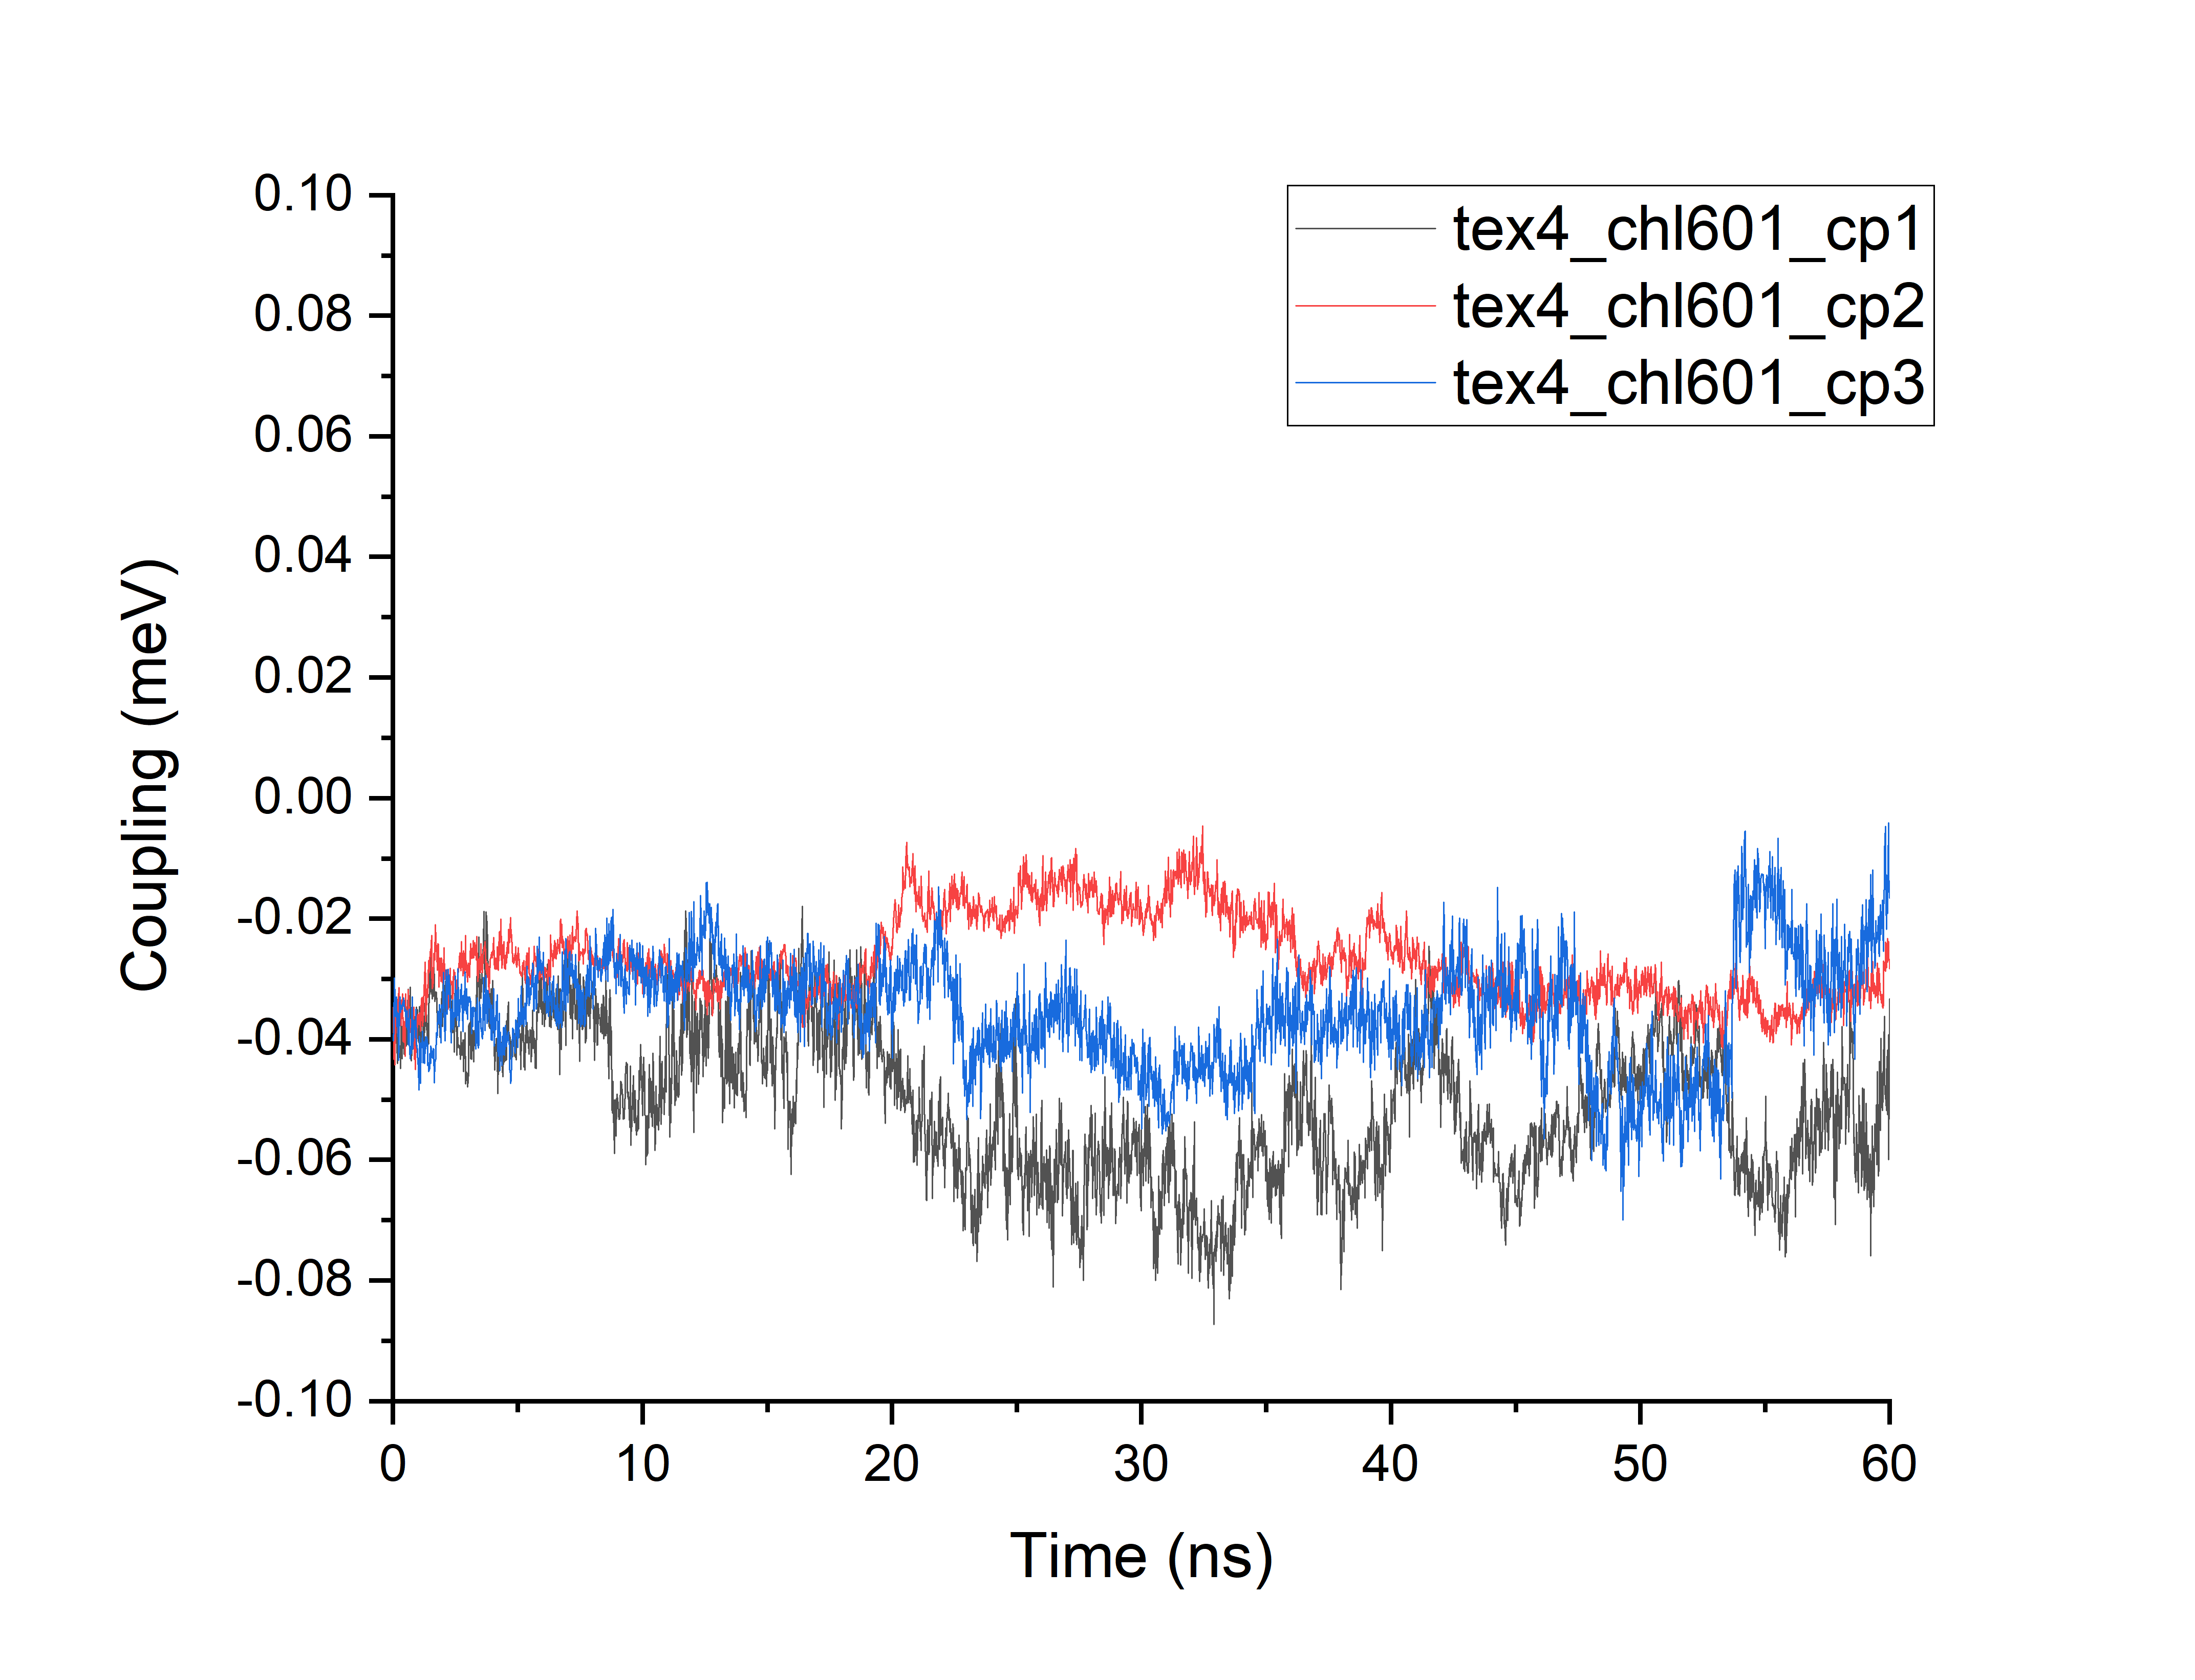 0.10
0.08
0.06
0.04
0.02
0.00
-0.02
-0.04
-0.06
-0.08
-0.10
Coupling (meV)
tex4_chl601_cp1
tex4_chl601_cp2
tex4_chl601_cp3
0 10 20 30 40 50 60
Time (ns)